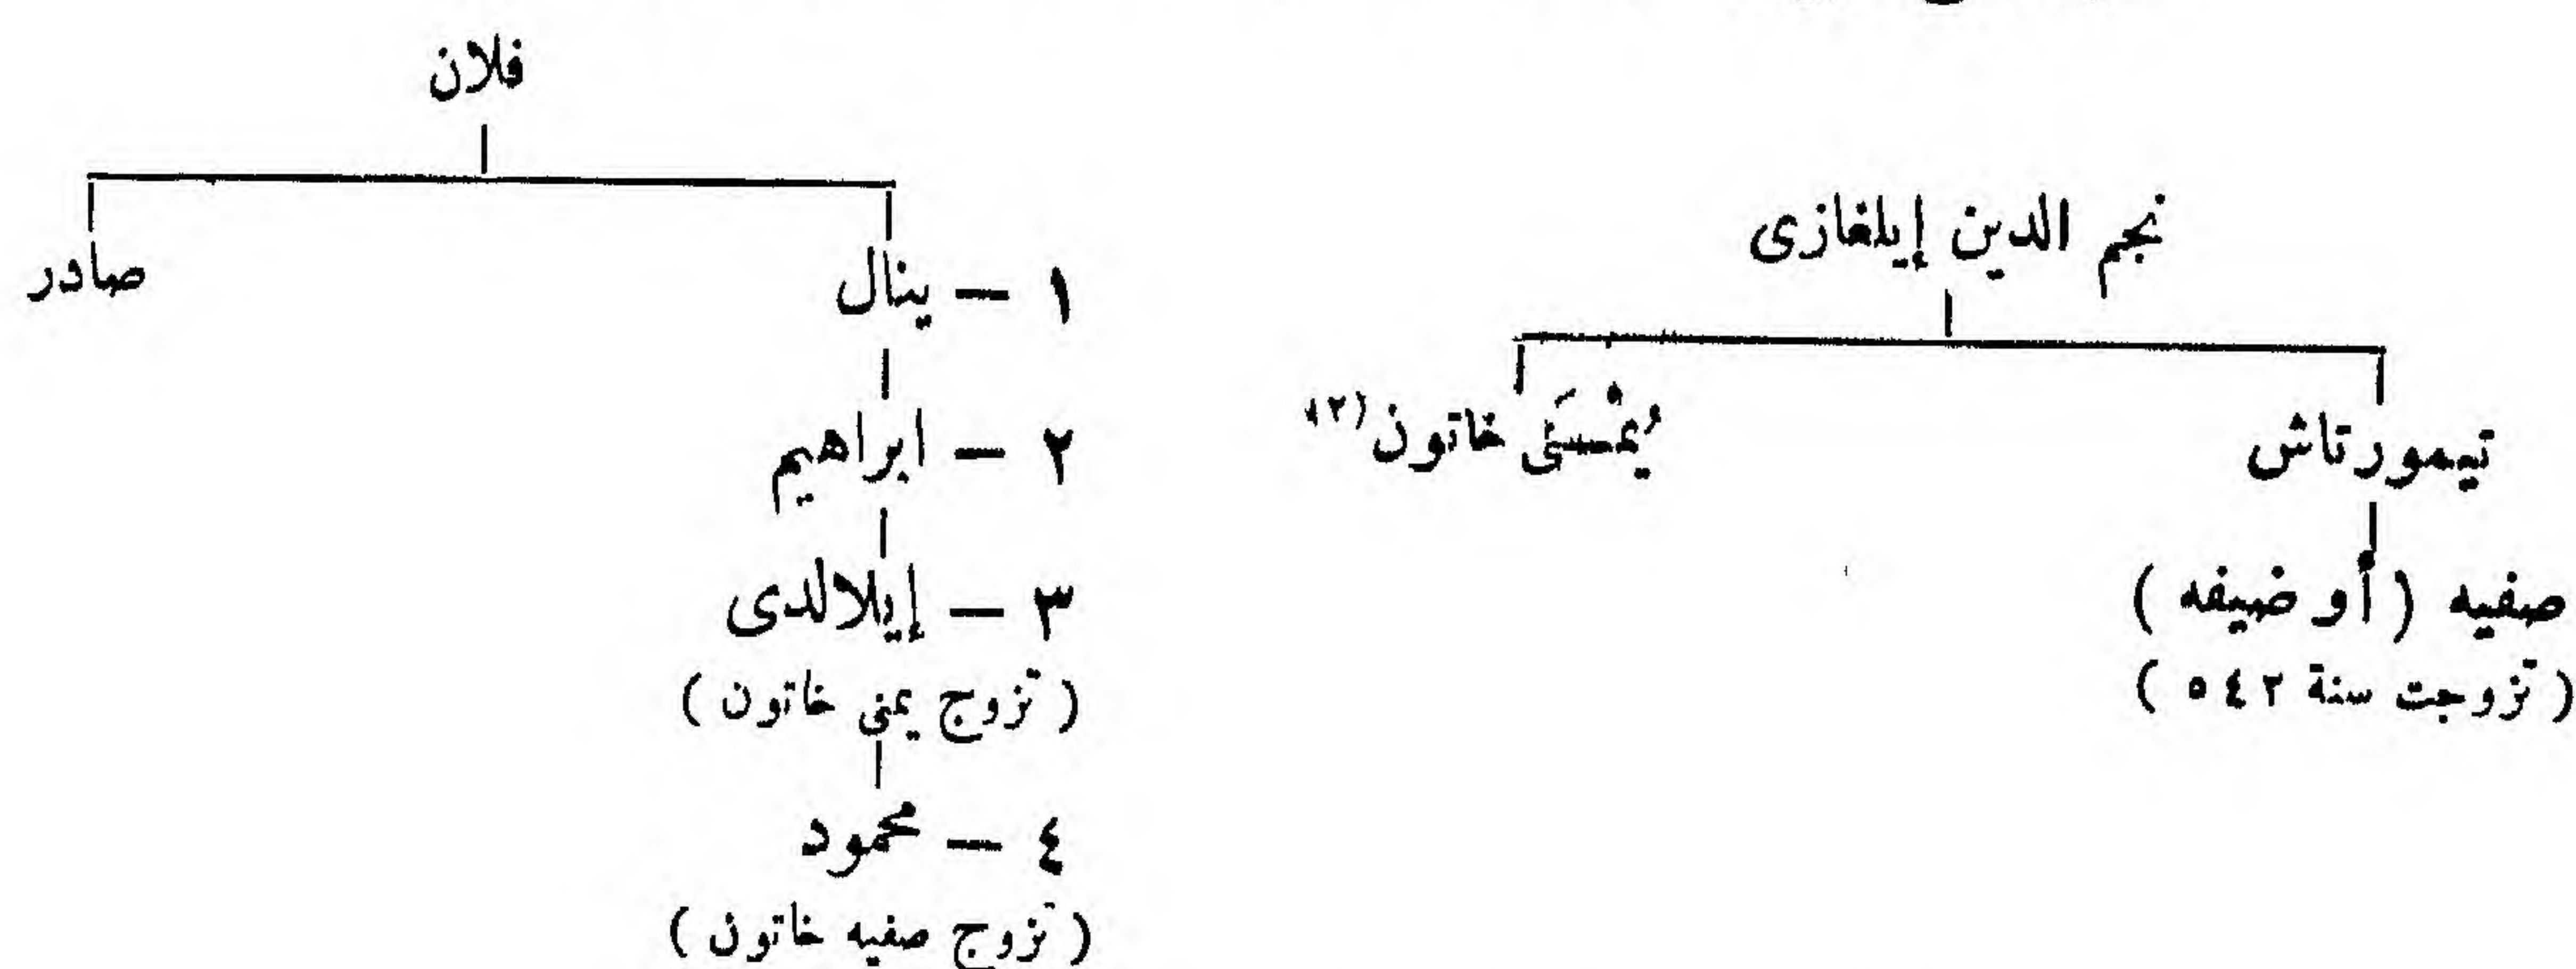 فلان
صادر
١ — ينال
٢ — ابراهيم
٣ — إيلالدى
( تزوج يمنى خاتون )
٤ — محمود
( تزوج صفيه خاتون )
نجم الدين إيلغازى
خاتون (٢)
تيمورتاش
صفيه ( أو ضيفه )
( تزوجت سنة ٥٤٢ )